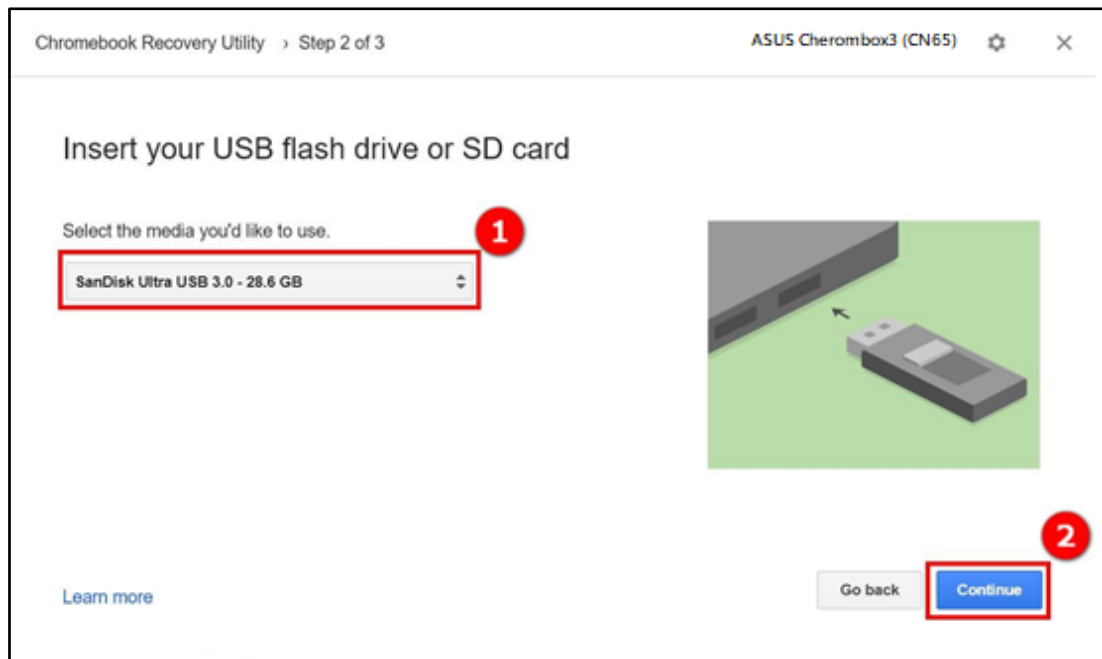 Chromebook Recovery Utility › Step 2 of 3 ASUS Cherombox3 (CN65)
Insert your USB flash drive or SD card
Select the media you'd like to use.
1
SanDisk Ultra USB 3.0 - 28.6 GB
2
Go back Continue
Learn more